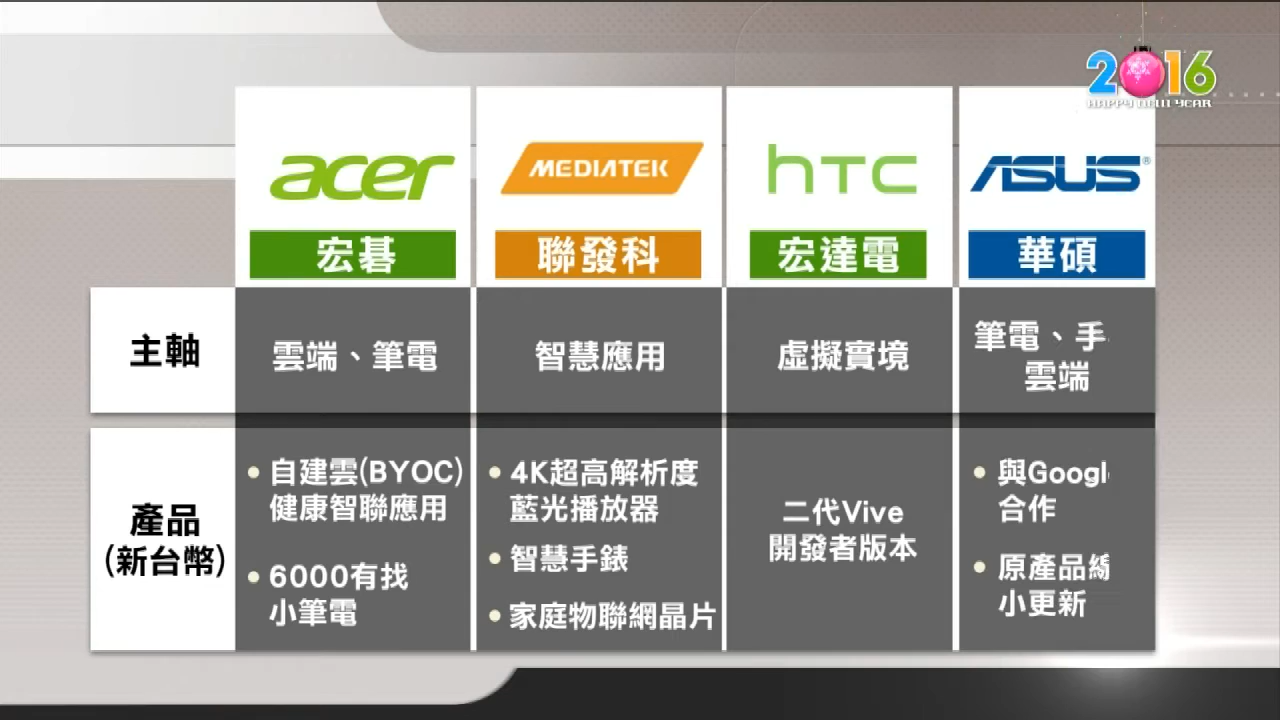 2016
HAPPY NEW YEAR
acer
MEDIATEK
hTC
ASUS®
宏碁
聯發科
宏達電
華碩
主軸
雲端、筆電
智慧應用
虛擬實境
筆電、手
雲端
產品
(新台幣)
• 自建雲(BYOC)
健康智聯應用
• 6000有找
小筆電
• 4K超高解析度
藍光播放器
• 智慧手錶
• 家庭物聯網晶片
二代Vive
開發者版本
• 與Googl
合作
• 原產品
小更新